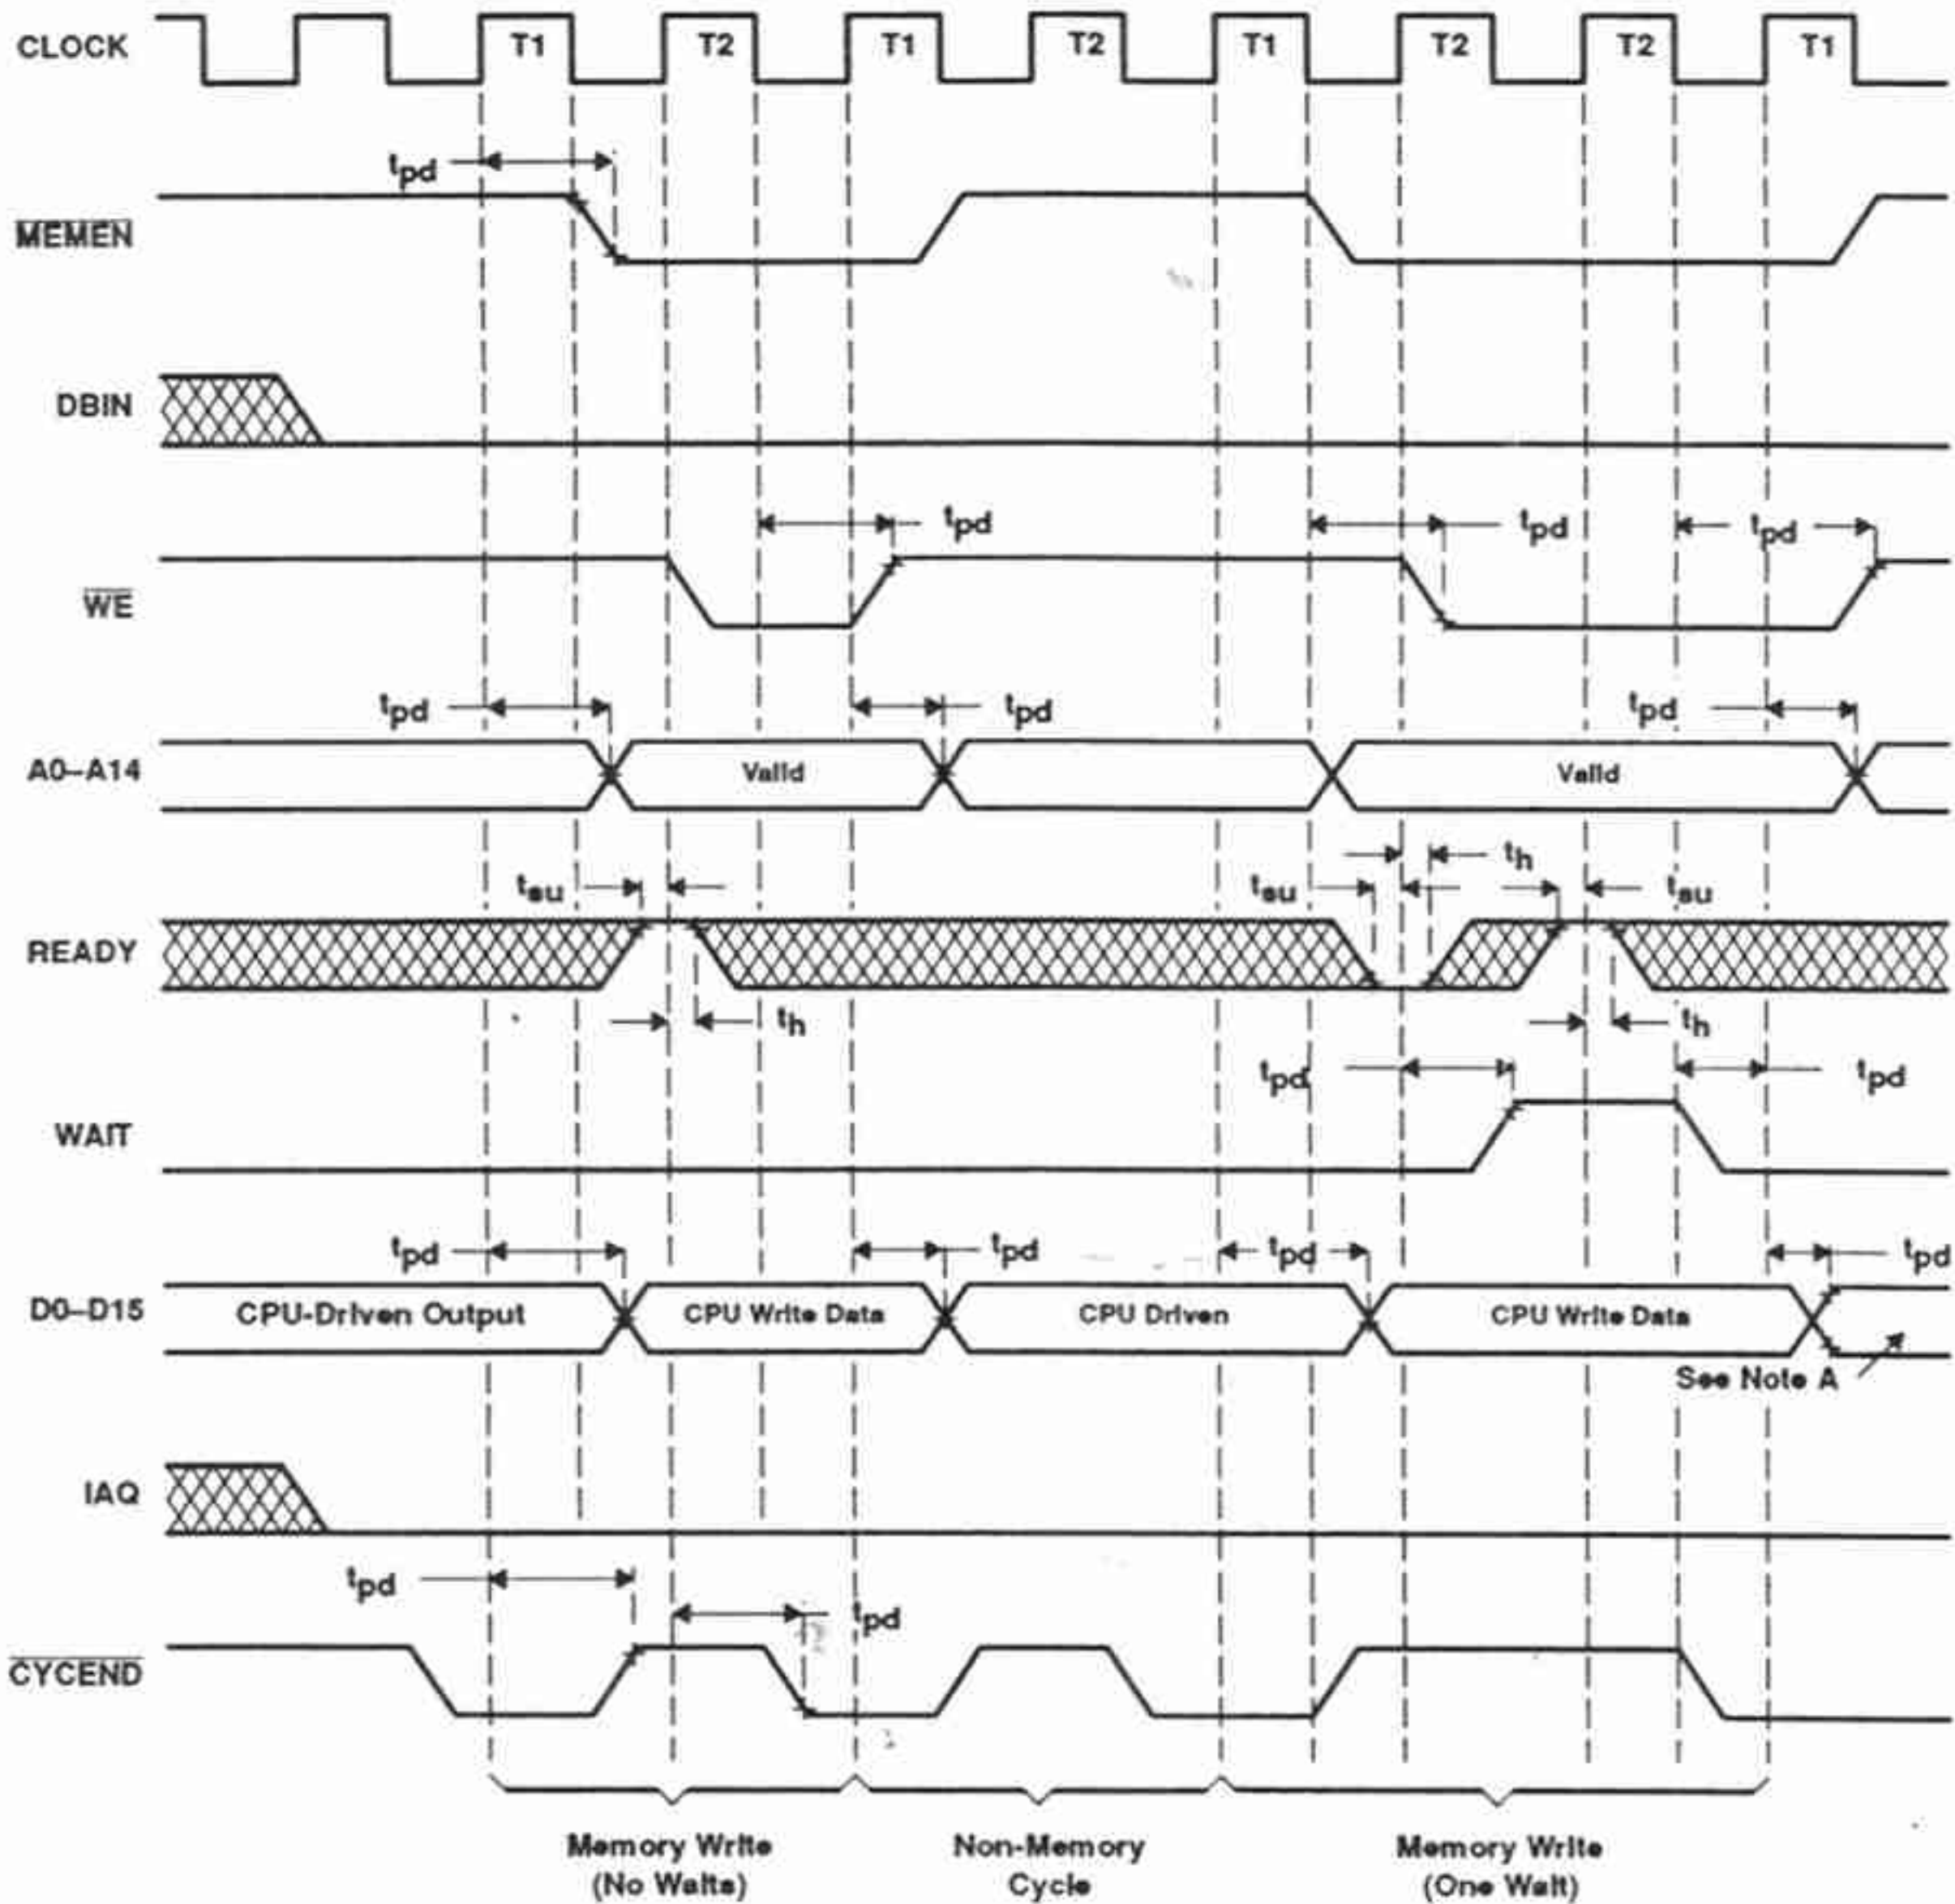 CLOCK T1 T2 T1 T2 T1 T2 T2 T1
tpd
MEMEN
DBIN
tpd tpd tpd
WE
tpd tpd tpd
A0–A14 Valid Valid
th
tsu tsu tsu
READY
th th
tpd tpd
WAIT
tpd tpd tpd tpd
D0–D15 CPU-Driven Output CPU Write Data CPU Driven CPU Write Data
See Note A
IAQ
tpd
tpd
CYCEND
Memory Write Non-Memory Memory Write
(No Waits) Cycle (One Wait)